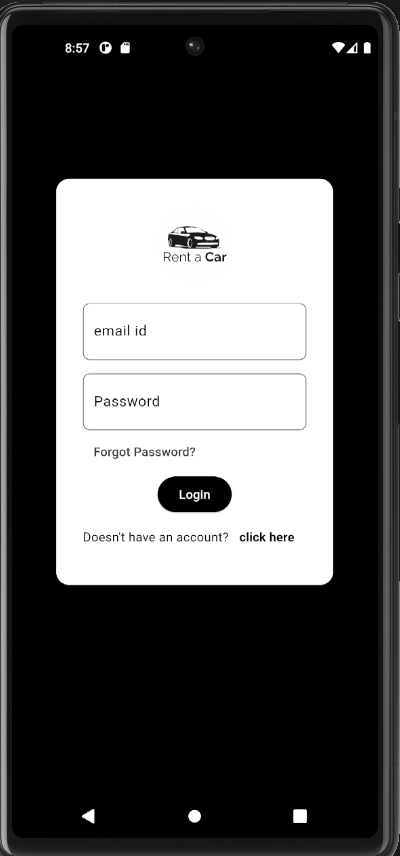 8:57
Rent a Car
email id
Password
Forgot Password?
Login
Doesn't have an account? click here